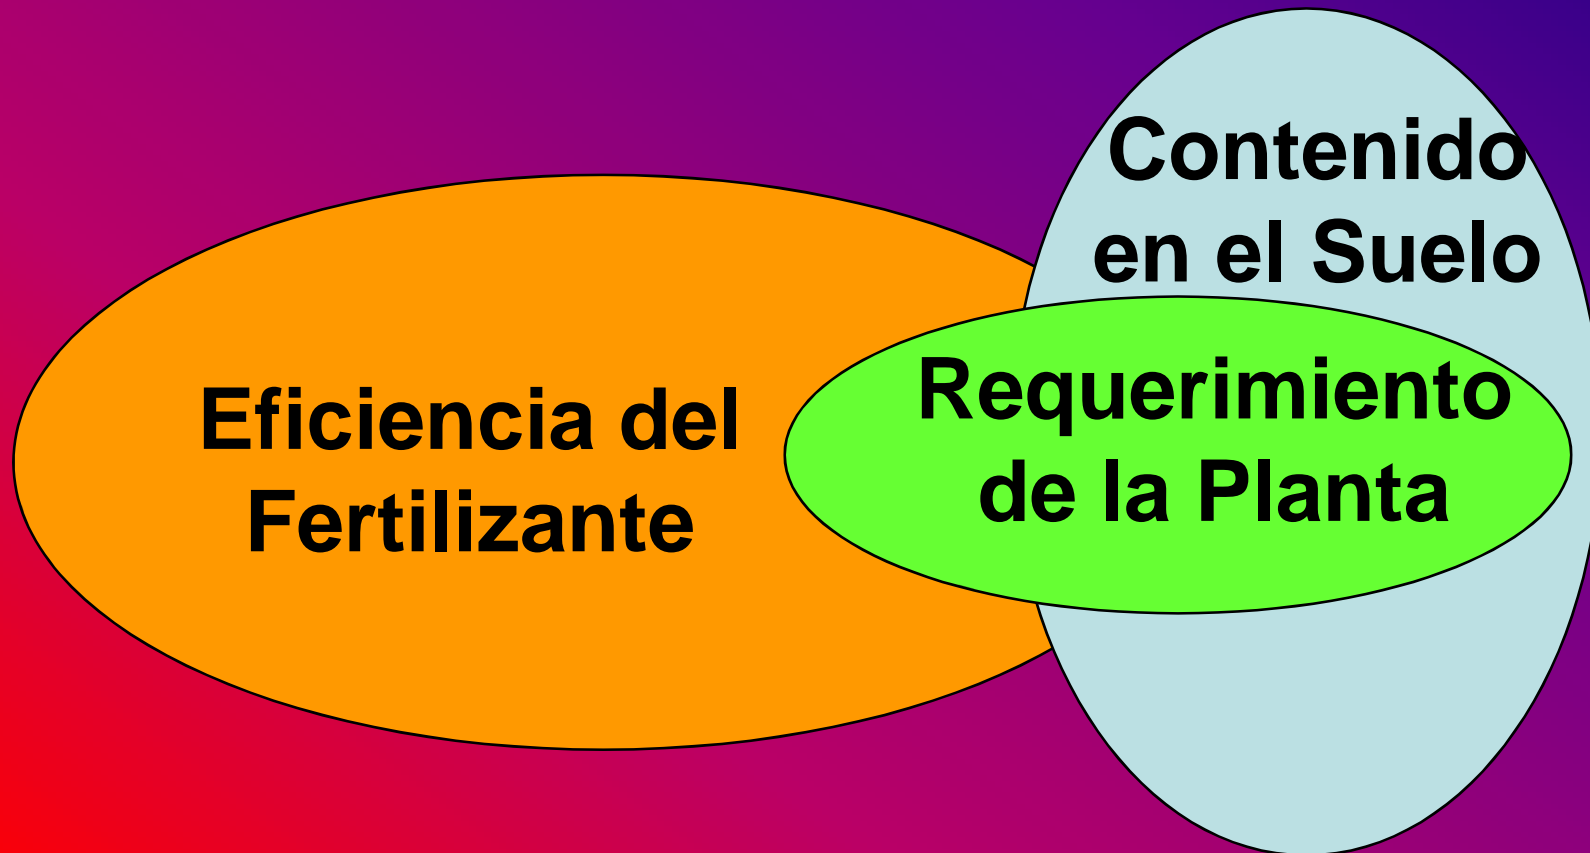 Contenido
en el Suelo
Eficiencia del
Fertilizante
Requerimiento
de la Planta